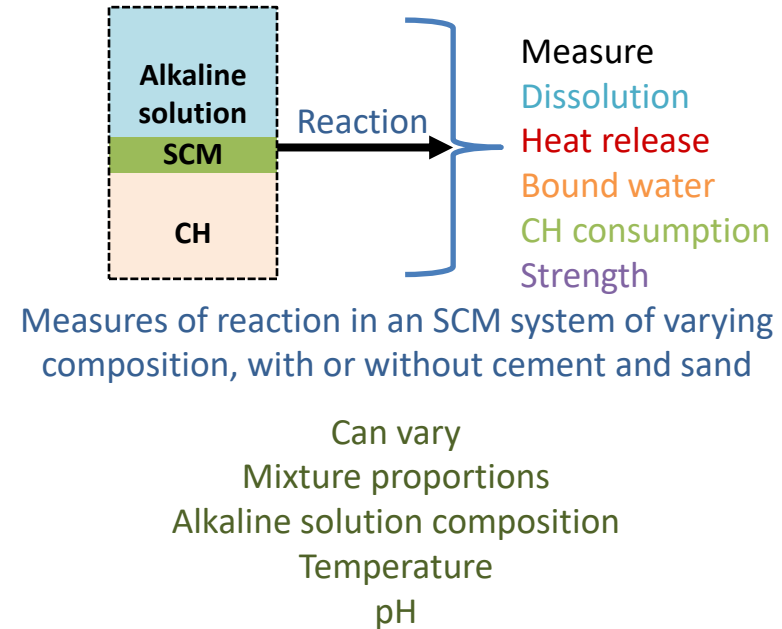 Alkaline
solution
SCM
CH
Reaction
Measure
Dissolution
Heat release
Bound water
CH consumption
Strength
Measures of reaction in an SCM system of varying
composition, with or without cement and sand
Can vary
Mixture proportions
Alkaline solution composition
Temperature
pH